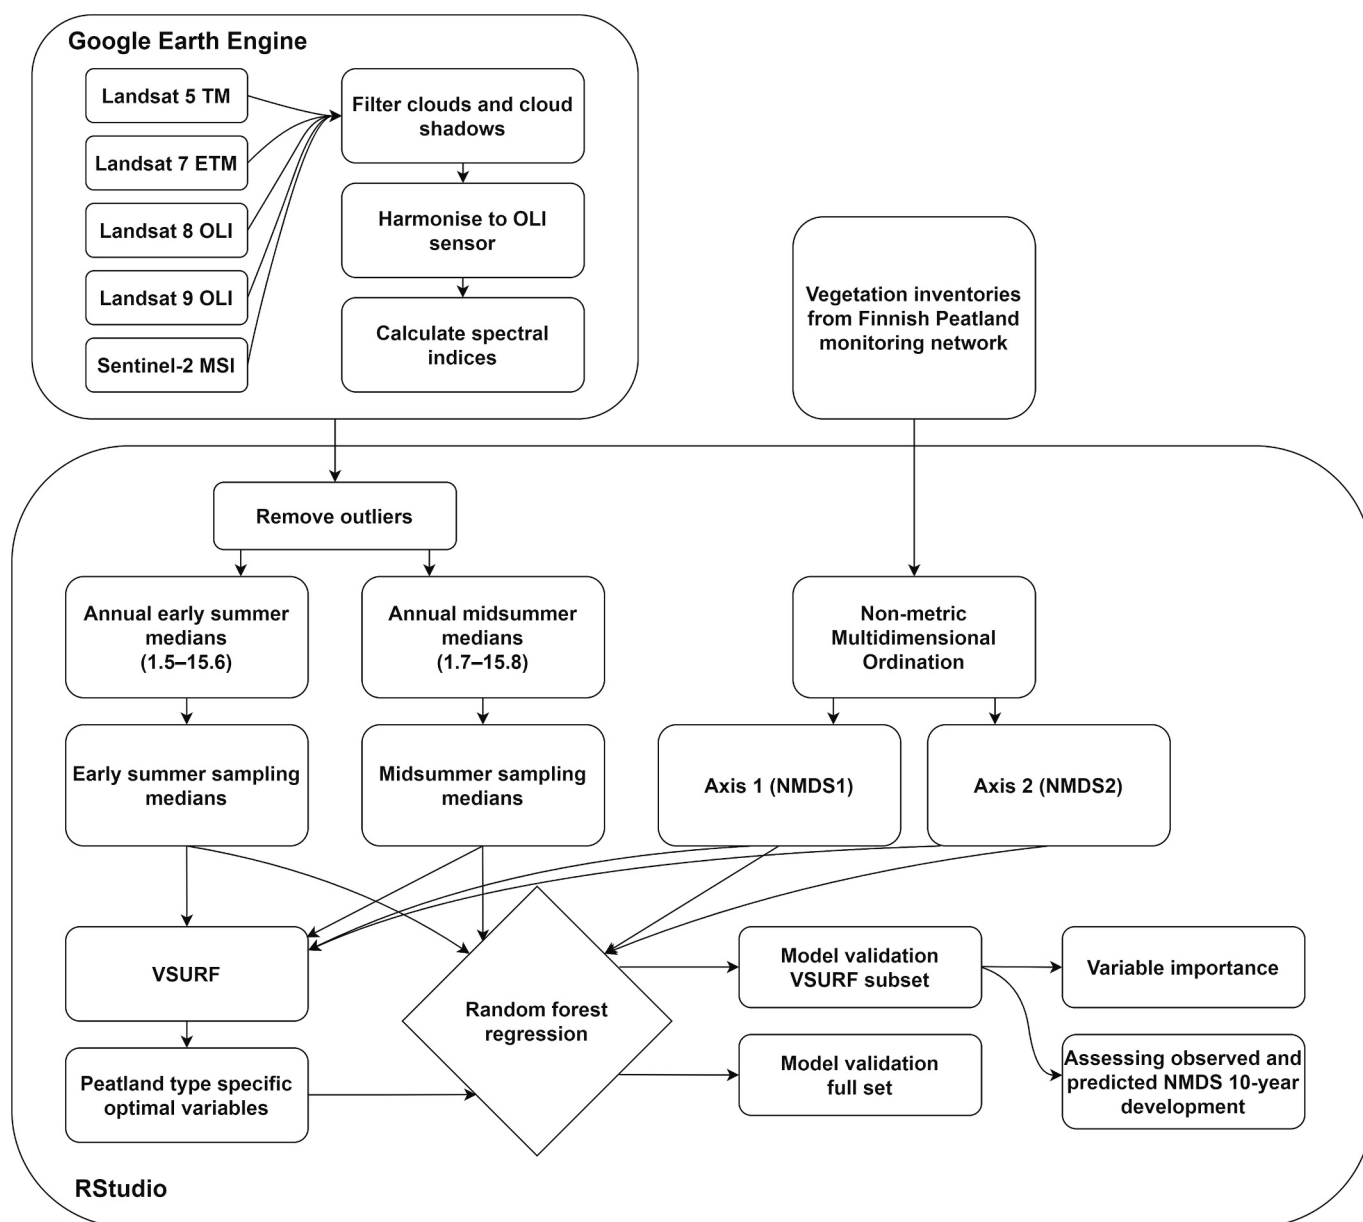 Google Earth Engine
Landsat 5 TM
Landsat 7 ETM
Landsat 8 OLI
Landsat 9 OLI
Sentinel-2 MSI
Filter clouds and cloud
shadows
Harmonise to OLI
sensor
Calculate spectral
indices
Vegetation inventories
from Finnish Peatland
monitoring network
Remove outliers
Annual early summer
medians
(1.5–15.6)
Annual midsummer
medians
(1.7–15.8)
Non-metric
Multidimensional
Ordination
Early summer sampling
medians
Midsummer sampling
medians
Axis 1 (NMDS1)
Axis 2 (NMDS2)
VSURF
Random forest
regression
Model validation
VSURF subset
Variable importance
Peatland type specific
optimal variables
Model validation
full set
Assessing observed and
predicted NMDS 10-year
development
RStudio